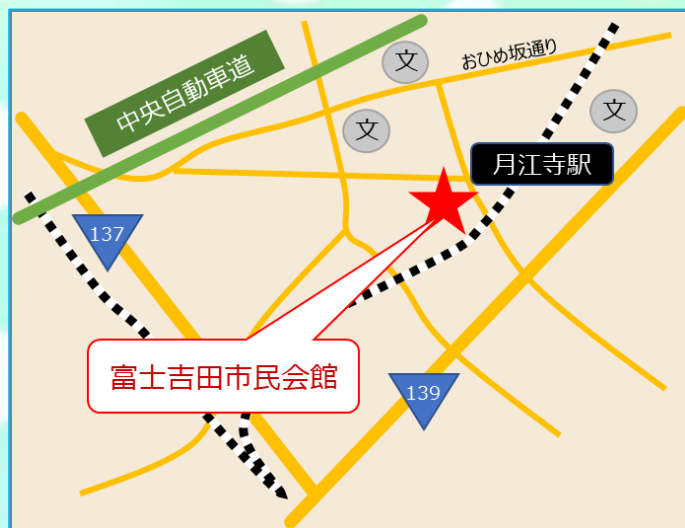 文
おひめ坂通り
中央自動車道
文
文
月江寺駅
137
富士吉田市民会館
139